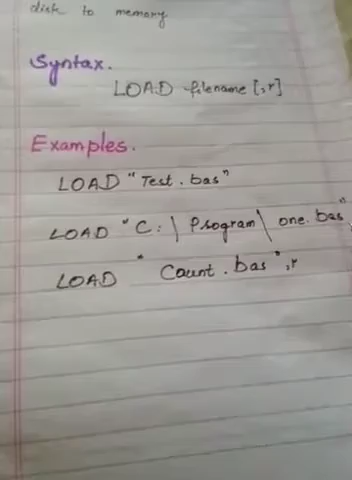 disk to memory
Syntax.
LOAD filename [,r]
Examples.
LOAD "Test.bas"
LOAD "C:\Program\one.bas"
LOAD "Count.bas",r